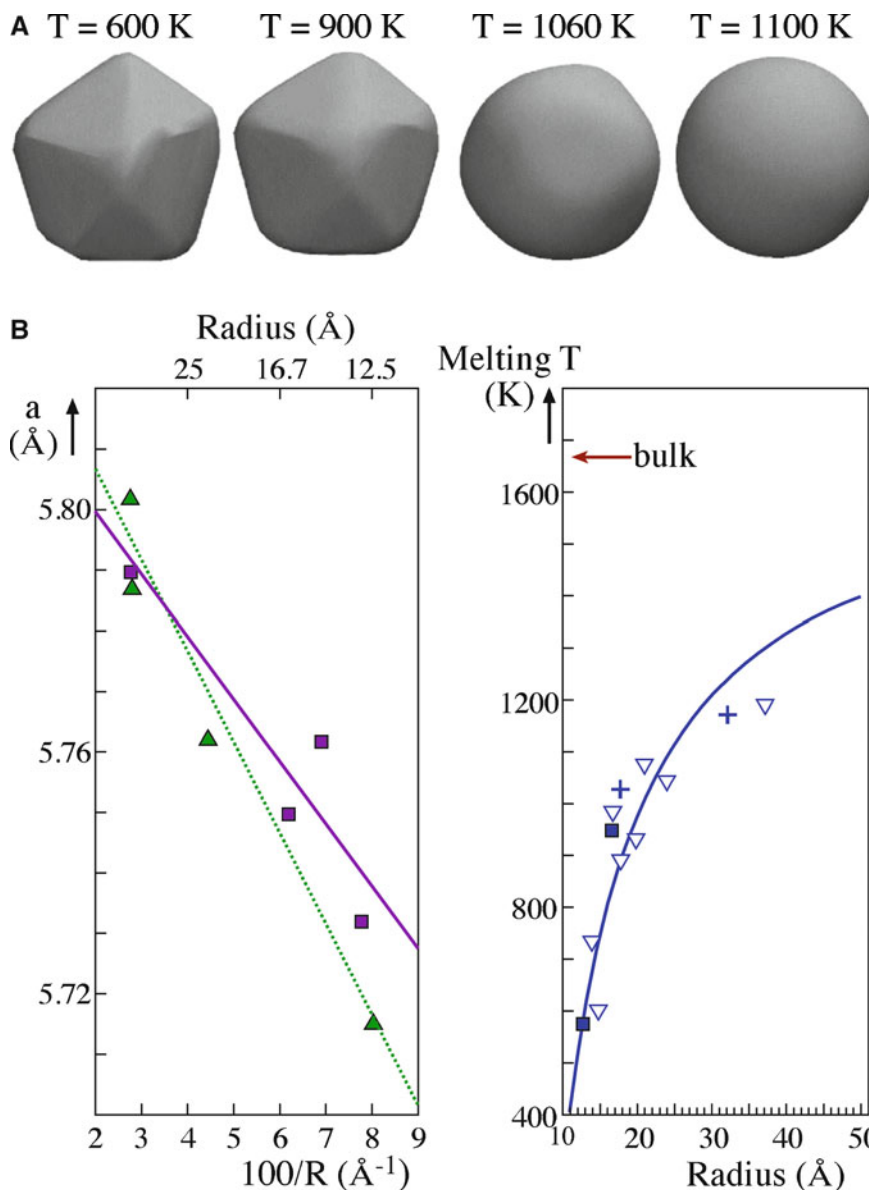 A T = 600 K T = 900 K T = 1060 K T = 1100 K
B
Radius (Å)
25 16.7 12.5
a
(Å)
5.80
5.76
5.72
2 3 4 5 6 7 8 9
100/R (Å⁻¹)
Melting T
(K)
bulk
1600
1200
800
400
10 20 30 40 50
Radius (Å)